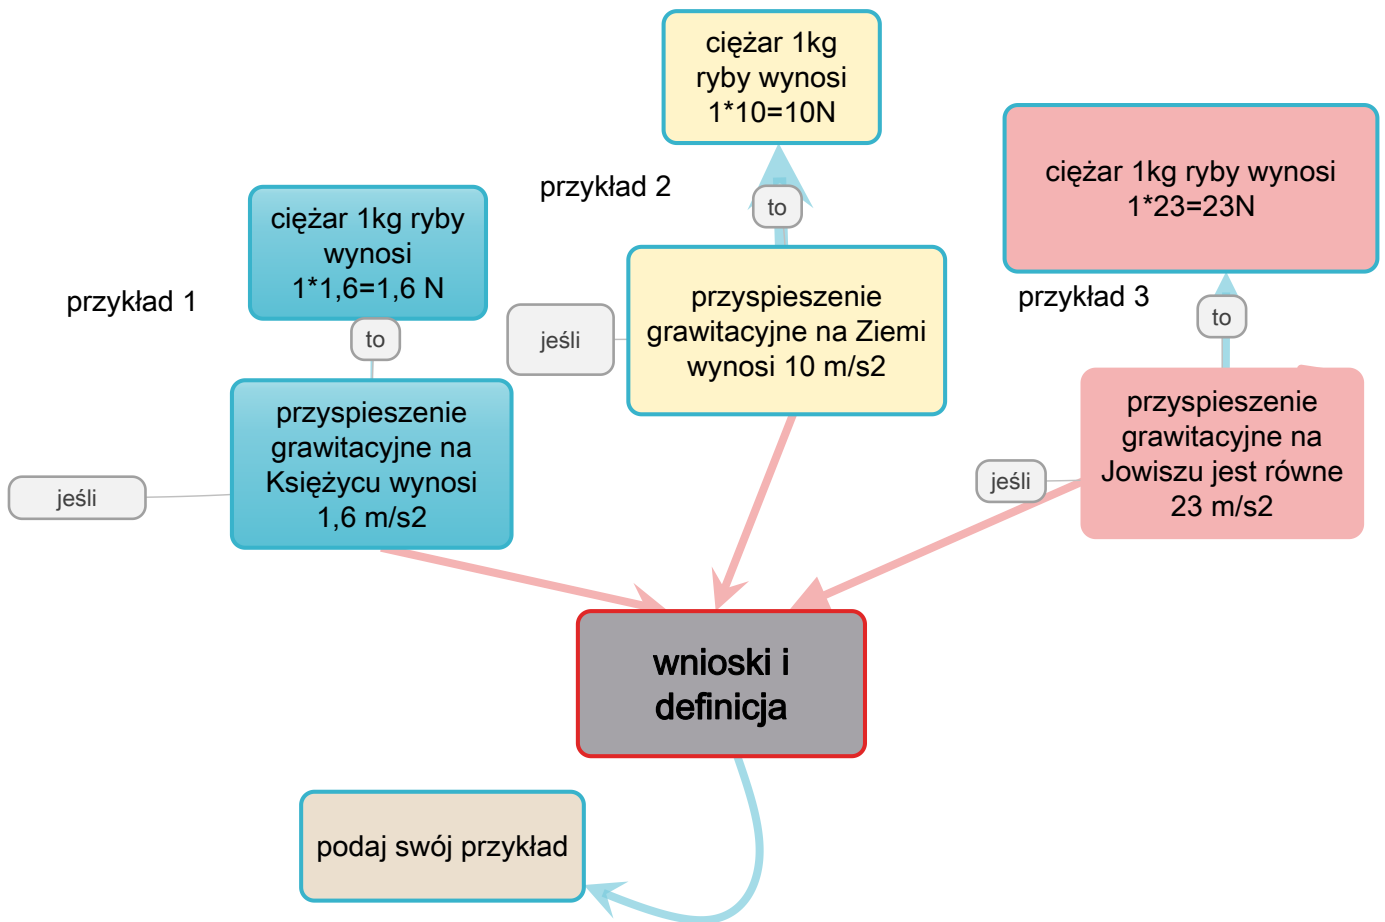 przykład 1
ciężar 1kg ryby
wynosi
1*1,6=1,6 N
to
jeśli
przyspieszenie
grawitacyjne na
Księżycu wynosi
1,6 m/s2
przykład 2
ciężar 1kg
ryby wynosi
1*10=10N
to
jeśli
przyspieszenie
grawitacyjne na Ziemi
wynosi 10 m/s2
przykład 3
ciężar 1kg ryby wynosi
1*23=23N
to
jeśli
przyspieszenie
grawitacyjne na
Jowiszu jest równe
23 m/s2
wnioski i
definicja
podaj swój przykład